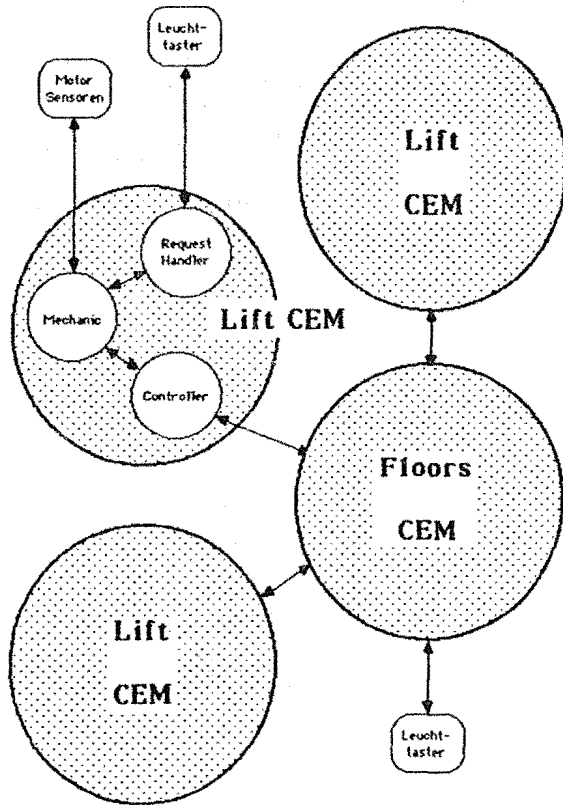 Leucht-
taster
Motor
Sensoren
Lift
CEM
Request
Handler
Mechanic
Lift CEM
Controller
Floors
CEM
Lift
CEM
Leucht-
taster